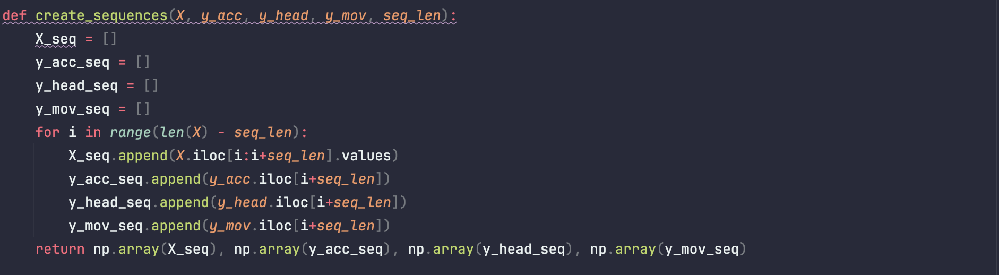 def create_sequences(X, y_acc, y_head, y_mov, seq_len):
    X_seq = []
    y_acc_seq = []
    y_head_seq = []
    y_mov_seq = []
    for i in range(len(X) - seq_len):
        X_seq.append(X.iloc[i:i+seq_len].values)
        y_acc_seq.append(y_acc.iloc[i+seq_len])
        y_head_seq.append(y_head.iloc[i+seq_len])
        y_mov_seq.append(y_mov.iloc[i+seq_len])
    return np.array(X_seq), np.array(y_acc_seq), np.array(y_head_seq), np.array(y_mov_seq)